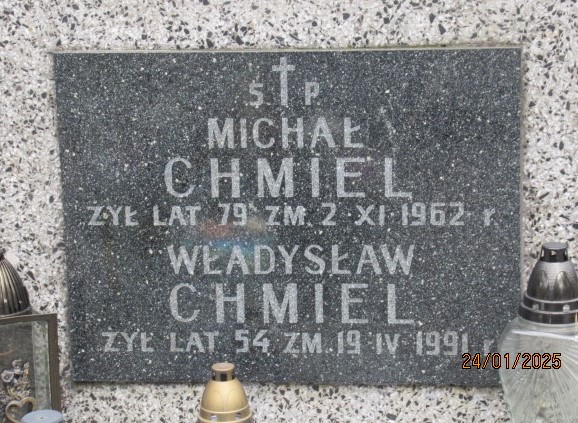 Ś P
MICHAŁ
CHMIEL
ŻYŁ LAT 79 ZM. 2 XI 1962 r
WŁADYSŁAW
CHMIEL
ŻYŁ LAT 54 ZM. 19 IV 1991 r
24/01/2025